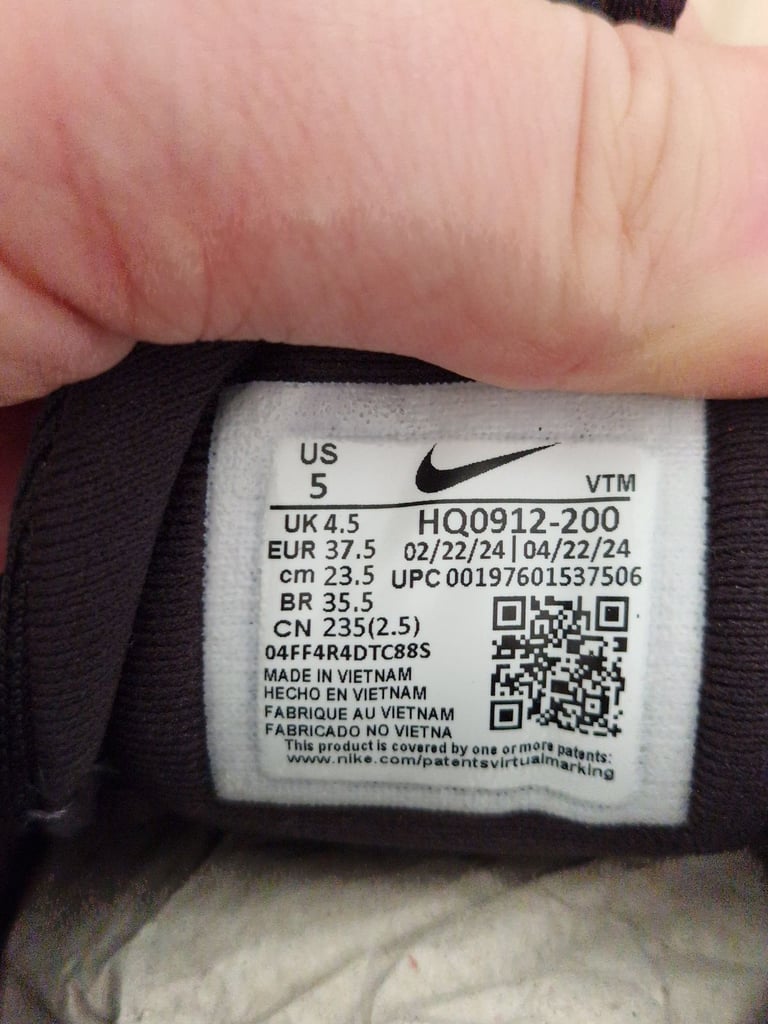 US
5
VTM
UK 4.5
HQ0912-200
EUR 37.5
02/22/24 | 04/22/24
cm 23.5
UPC 00197601537506
BR 35.5
CN 235(2.5)
04FF4R4DTC88S
MADE IN VIETNAM
HECHO EN VIETNAM
FABRIQUE AU VIETNAM
FABRICADO NO VIETNA
This product is covered by one or more patents:
www.nike.com/patentsvirtualmarking